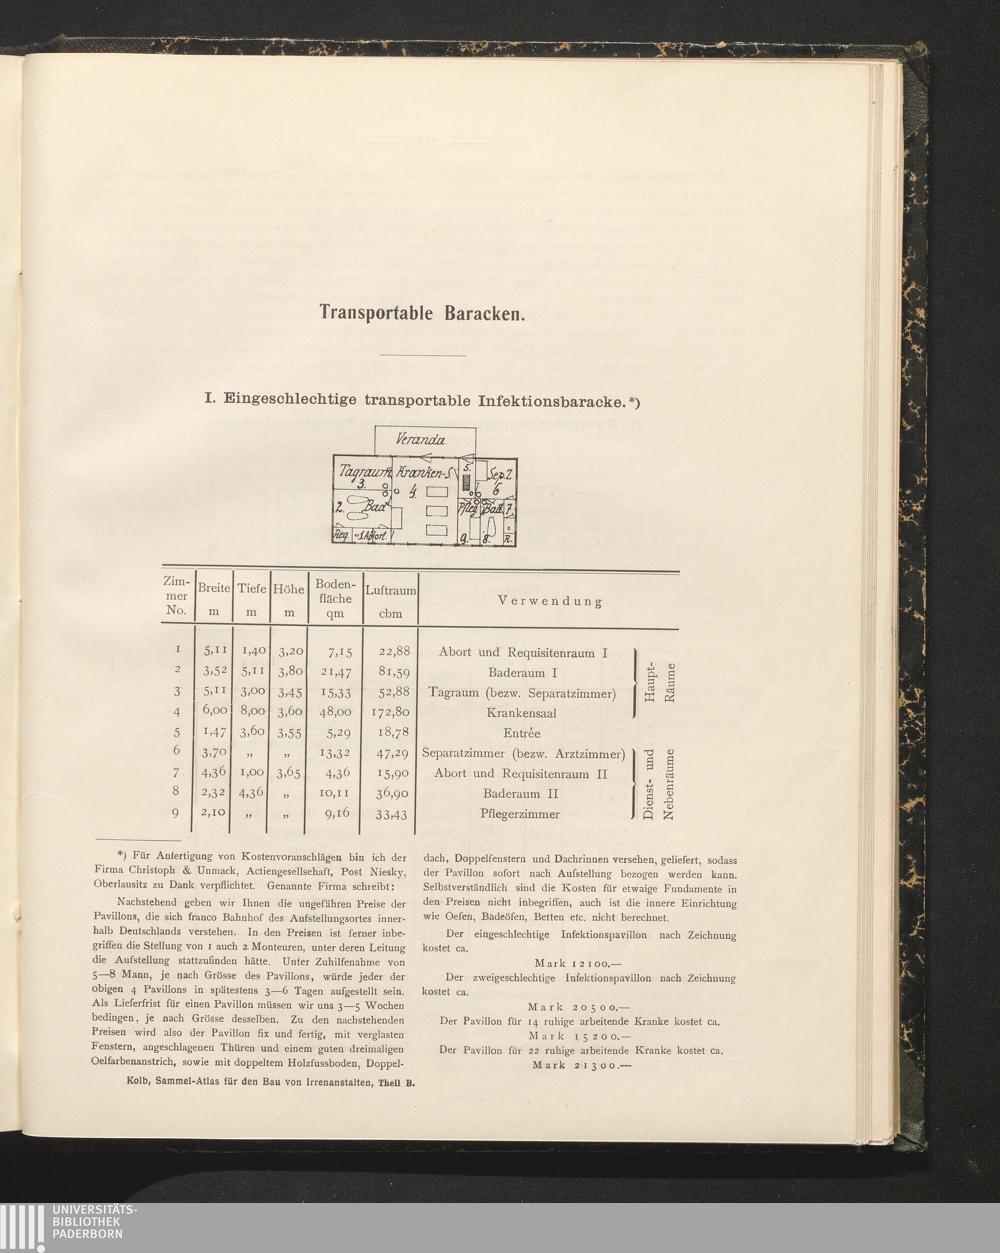 Transportable Baracken.
I. Eingeschlechtige transportable Infektionsbaracke.*)
Veranda
Tagraum Kranken-S 5. Sep.Z.
3. 4. 6
2. Bad Pfleg. Bad. 7.
Req. 1 Abort. 9. 8. R.
Zim-mer No. Breite m Tiefe m Höhe m Boden-fläche qm Luftraum cbm Verwendung
1 5,11 1,40 3,20 7,15 22,88 Abort und Requisitenraum I
2 3,52 5,11 3,80 21,47 81,59 Baderaum I
3 5,11 3,00 3,45 15,33 52,88 Tagraum (bezw. Separatzimmer)
4 6,00 8,00 3,60 48,00 172,80 Krankensaal
Haupt-Räume
5 1,47 3,60 3,55 5,29 18,78 Entrée
6 3,70 „ „ 13,32 47,29 Separatzimmer (bezw. Arztzimmer)
7 4,36 1,00 3,65 4,36 15,90 Abort und Requisitenraum II
8 2,32 4,36 „ 10,11 36,90 Baderaum II
9 2,10 „ „ 9,16 33,43 Pflegerzimmer
Dienst- und Nebenräume
*) Für Anfertigung von Kostenvoranschlägen bin ich der
Firma Christoph & Unmack, Actiengesellschaft, Post Niesky,
Oberlausitz zu Dank verpflichtet. Genannte Firma schreibt:
Nachstehend geben wir Ihnen die ungefähren Preise der
Pavillons, die sich franco Bahnhof des Aufstellungsortes inner-
halb Deutschlands verstehen. In den Preisen ist ferner inbe-
griffen die Stellung von 1 auch 2 Monteuren, unter deren Leitung
die Aufstellung stattzufinden hätte. Unter Zuhilfenahme von
5—8 Mann, je nach Grösse des Pavillons, würde jeder der
obigen 4 Pavillons in spätestens 3—6 Tagen aufgestellt sein.
Als Lieferfrist für einen Pavillon müssen wir uns 3—5 Wochen
bedingen, je nach Grösse desselben. Zu den nachstehenden
Preisen wird also der Pavillon fix und fertig, mit verglasten
Fenstern, angeschlagenen Thüren und einem guten dreimaligen
Oelfarbenanstrich, sowie mit doppeltem Holzfussboden, Doppel-
dach, Doppelfenstern und Dachrinnen versehen, geliefert, sodass
der Pavillon sofort nach Aufstellung bezogen werden kann.
Selbstverständlich sind die Kosten für etwaige Fundamente in
den Preisen nicht inbegriffen, auch ist die innere Einrichtung
wie Oefen, Badeöfen, Betten etc. nicht berechnet.
Der eingeschlechtige Infektionspavillon nach Zeichnung
kostet ca.
Mark 12100.—
Der zweigeschlechtige Infektionspavillon nach Zeichnung
kostet ca.
Mark 20500.—
Der Pavillon für 14 ruhige arbeitende Kranke kostet ca.
Mark 15200.—
Der Pavillon für 22 ruhige arbeitende Kranke kostet ca.
Mark 21300.—
Kolb, Sammel-Atlas für den Bau von Irrenanstalten, Theil B.
UNIVERSITÄTS-
BIBLIOTHEK
PADERBORN